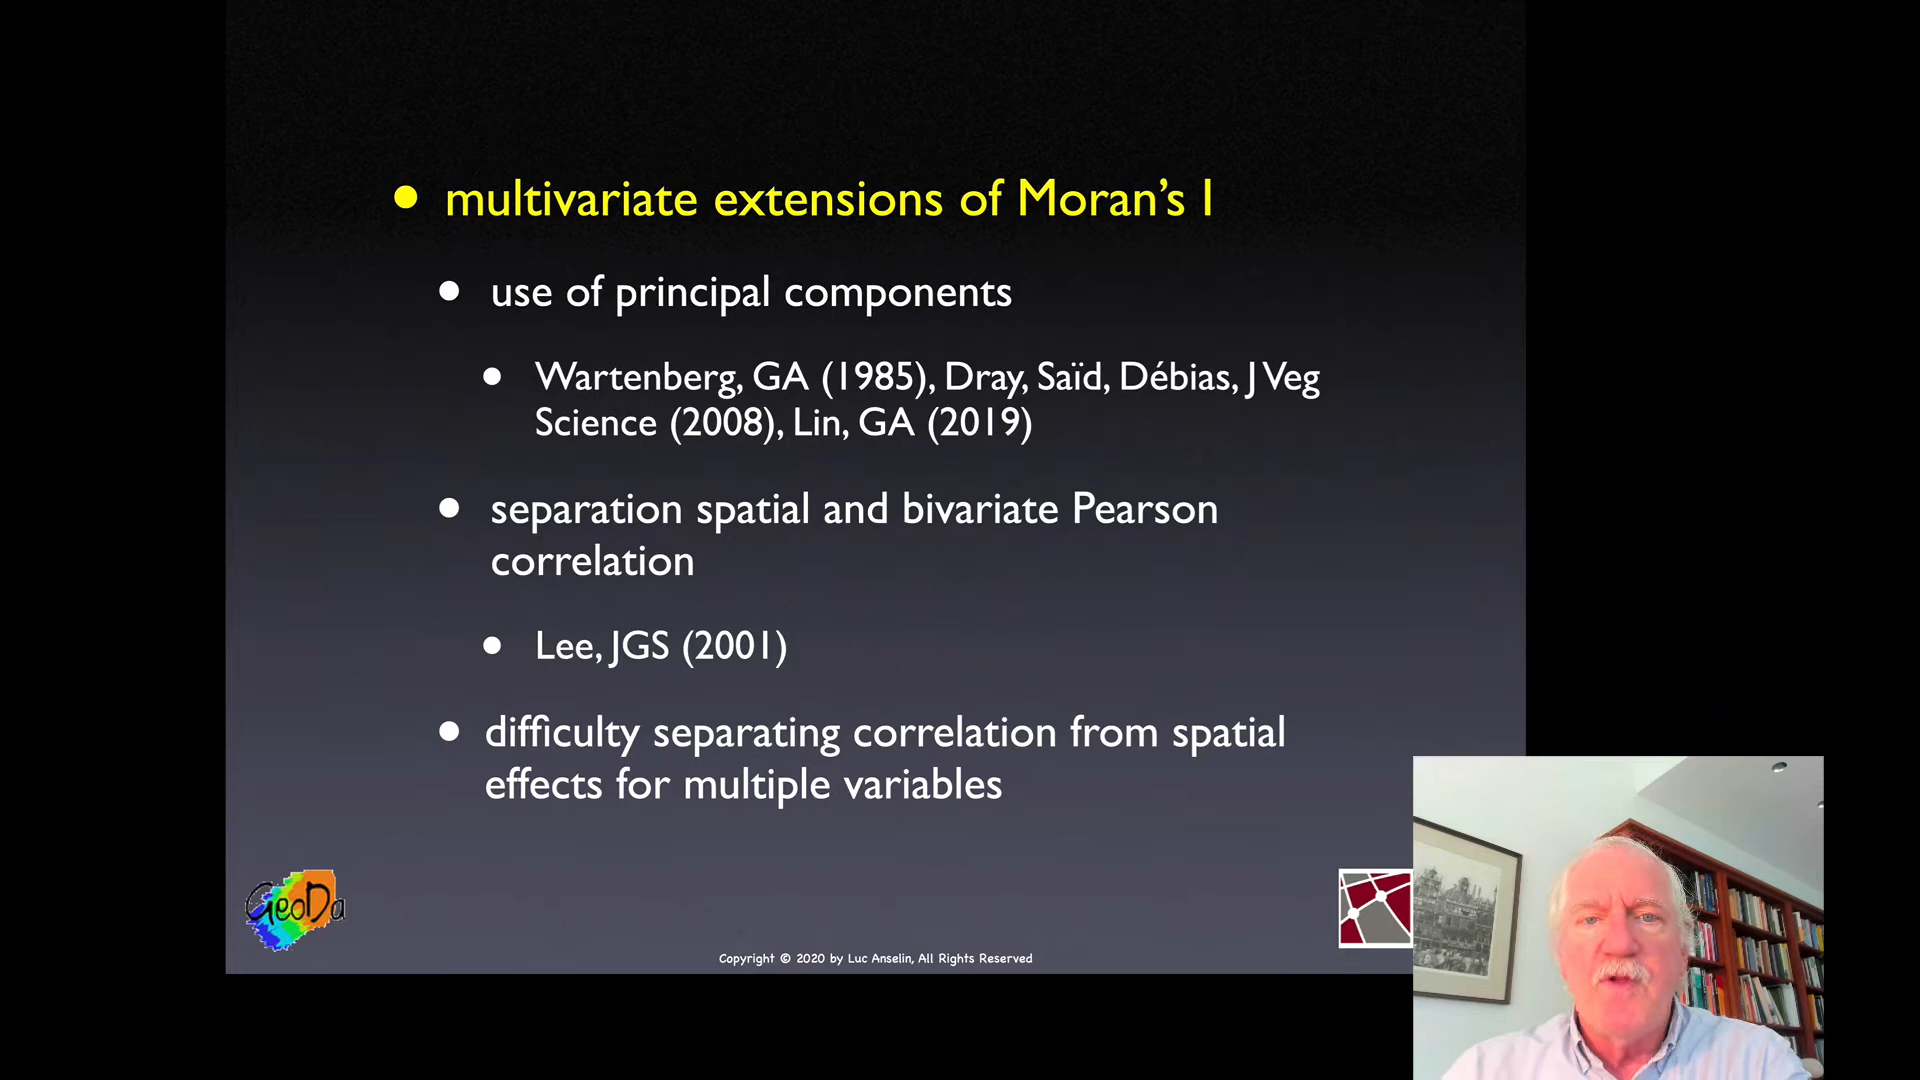 multivariate extensions of Moran’s I
use of principal components
Wartenberg, GA (1985), Dray, Saïd, Débias, J Veg
Science (2008), Lin, GA (2019)
separation spatial and bivariate Pearson
correlation
Lee, JGS (2001)
difficulty separating correlation from spatial
effects for multiple variables
GeoDa
Copyright © 2020 by Luc Anselin, All Rights Reserved